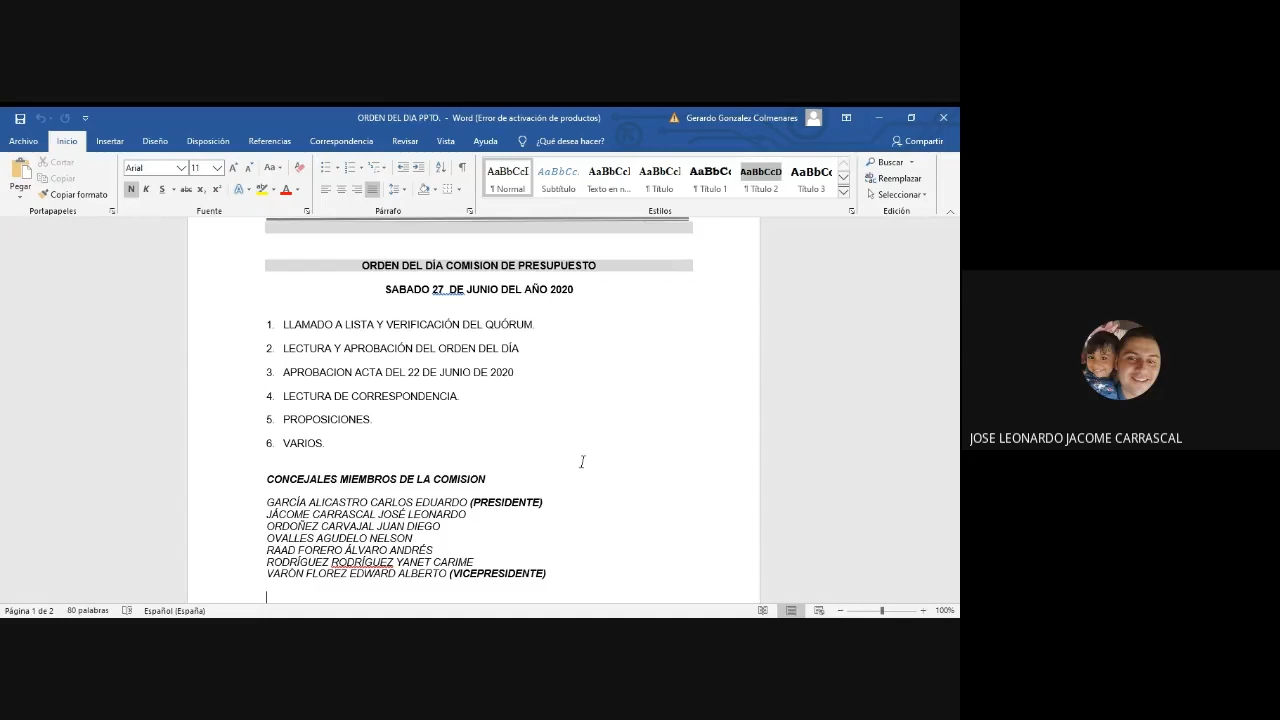 ORDEN DEL DIA PPTO. - Word (Error de activación de productos)
Gerardo Gonzalez Colmenares
Archivo Inicio Insertar Diseño Disposición Referencias Correspondencia Revisar Vista Ayuda ¿Qué desea hacer? Compartir
Pegar
Cortar
Copiar
Copiar formato
Portapapeles
Arial 11
N K S abc x₂ x²
Fuente
Párrafo
AaBbCcI AaBbCc. AaBbCcl AaBbCcl AaBbCc AaBbCcD AaBbCc
¶ Normal Subtítulo Texto en n... ¶ Título ¶ Título 1 ¶ Título 2 Título 3
Estilos
Buscar
Reemplazar
Seleccionar
Edición
ORDEN DEL DÍA COMISION DE PRESUPUESTO
SABADO 27 DE JUNIO DEL AÑO 2020
1. LLAMADO A LISTA Y VERIFICACIÓN DEL QUÓRUM.
2. LECTURA Y APROBACIÓN DEL ORDEN DEL DÍA
3. APROBACION ACTA DEL 22 DE JUNIO DE 2020
4. LECTURA DE CORRESPONDENCIA.
5. PROPOSICIONES.
6. VARIOS.
CONCEJALES MIEMBROS DE LA COMISION
GARCÍA ALICASTRO CARLOS EDUARDO (PRESIDENTE)
JÁCOME CARRASCAL JOSÉ LEONARDO
ORDOÑEZ CARVAJAL JUAN DIEGO
OVALLES AGUDELO NELSON
RAAD FORERO ÁLVARO ANDRÉS
RODRÍGUEZ RODRÍGUEZ YANET CARIME
VARÓN FLOREZ EDWARD ALBERTO (VICEPRESIDENTE)
Página 1 de 2 80 palabras Español (España) 100%
JOSE LEONARDO JACOME CARRASCAL